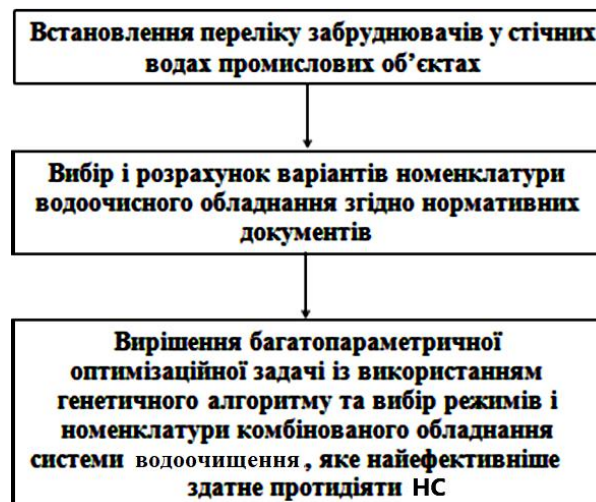 Встановлення переліку забруднювачів у стічних
водах промислових об’єктах
Вибір і розрахунок варіантів номенклатури
водоочисного обладнання згідно нормативних
документів
Вирішення багатопараметричної
оптимізаційної задачі із використанням
генетичного алгоритму та вибір режимів і
номенклатури комбінованого обладнання
системи водоочищення, яке найефективніше
здатне протидіяти НС